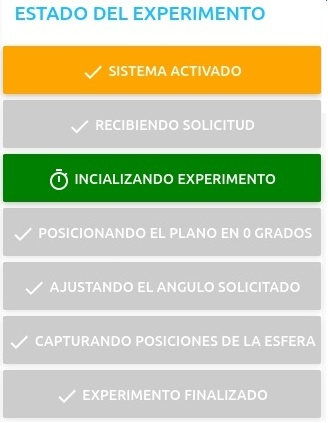 ESTADO DEL EXPERIMENTO
SISTEMA ACTIVADO
RECIBIENDO SOLICITUD
INCIALIZANDO EXPERIMENTO
POSICIONANDO EL PLANO EN 0 GRADOS
AJUSTANDO EL ANGULO SOLICITADO
CAPTURANDO POSICIONES DE LA ESFERA
EXPERIMENTO FINALIZADO